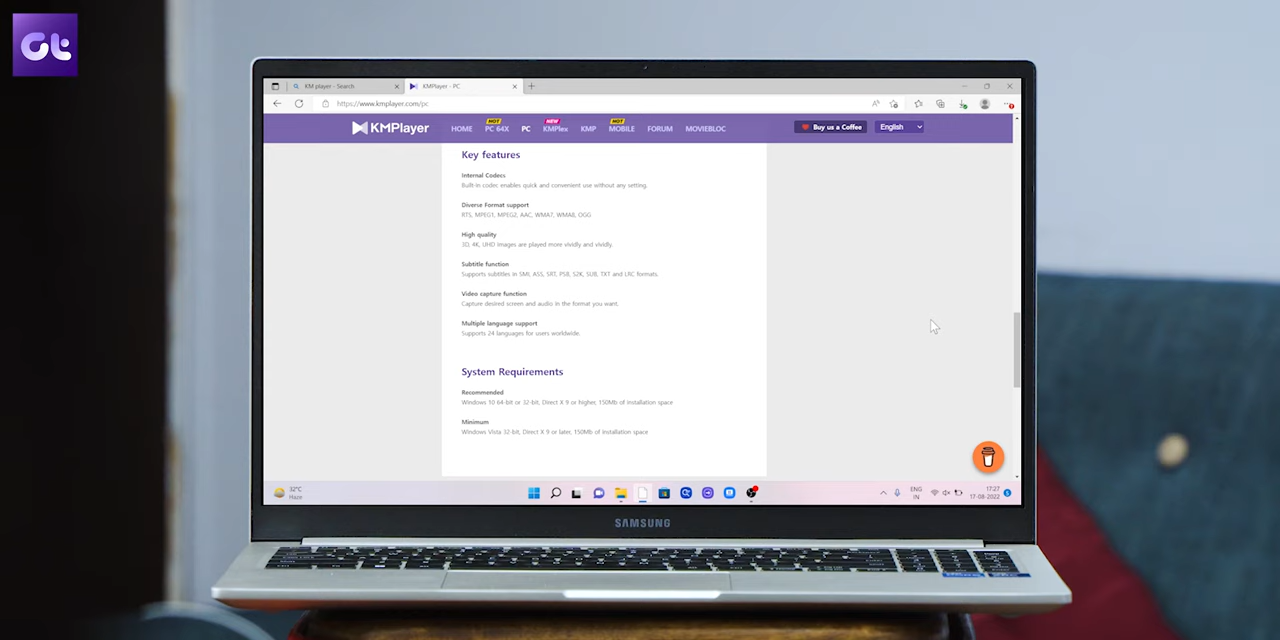 Gt
KM player - Search
KMPlayer - PC
https://www.kmplayer.com/pc
KMPlayer
HOME
HOT
PC 64X
PC
NEW
KMPlex
KMP
HOT
MOBILE
FORUM
MOVIEBLOC
Buy us a Coffee
English
Key features
Internal Codecs
Built-in codec enables quick and convenient use without any setting.
Diverse Format support
RTS, MPEG1, MPEG2, AAC, WMA7, WMA8, OGG
High quality
3D, 4K, UHD images are played more vividly and vividly.
Subtitle function
Supports subtitles in SMI, ASS, SRT, PSB, S2K, SUB, TXT and LRC formats.
Video capture function
Capture desired screen and audio in the format you want.
Multiple language support
Supports 24 languages for users worldwide.
System Requirements
Recommended
Windows 10 64-bit or 32-bit, Direct X 9 or higher, 150Mb of installation space
Minimum
Windows Vista 32-bit, Direct X 9 or later, 150Mb of installation space
32°C
Haze
ENG
IN
17:27
17-08-2022
SAMSUNG